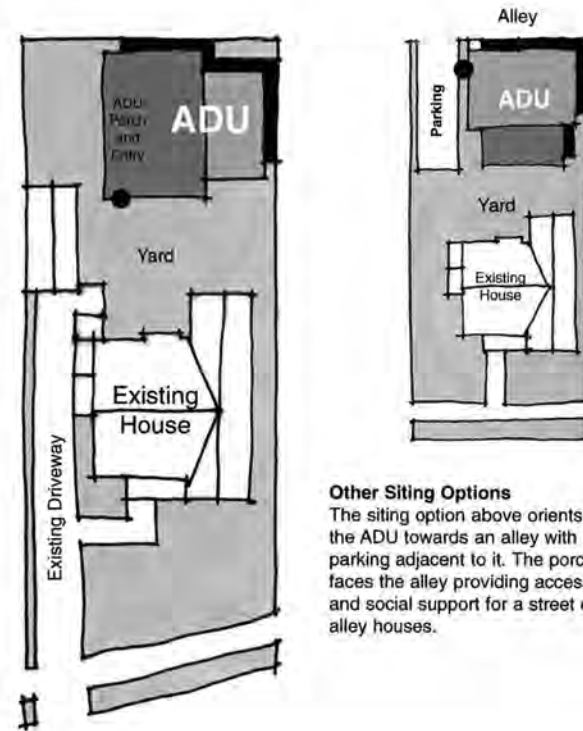 ADU
Porch
and
Entry
ADU
Yard
Existing
House
Existing Driveway
Alley
Parking
ADU
Yard
Existing
House
Other Siting Options
The siting option above orients
the ADU towards an alley with
parking adjacent to it. The porc
faces the alley providing access
and social support for a street
alley houses.